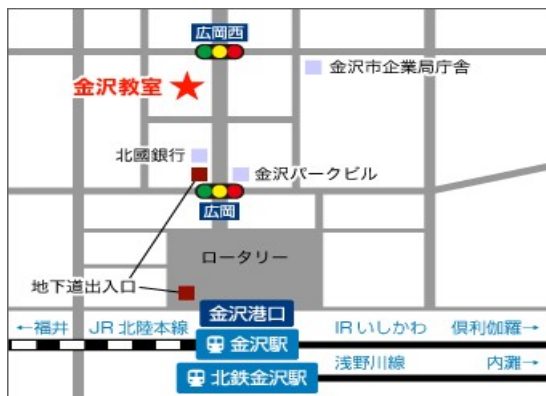 広岡西
金沢市企業局庁舎
金沢教室
北國銀行
金沢パークビル
広岡
ロータリー
地下道出入口
金沢港口
←福井 JR北陸本線 IRいしかわ 倶利伽羅→
金沢駅
浅野川線 内灘→
北鉄金沢駅